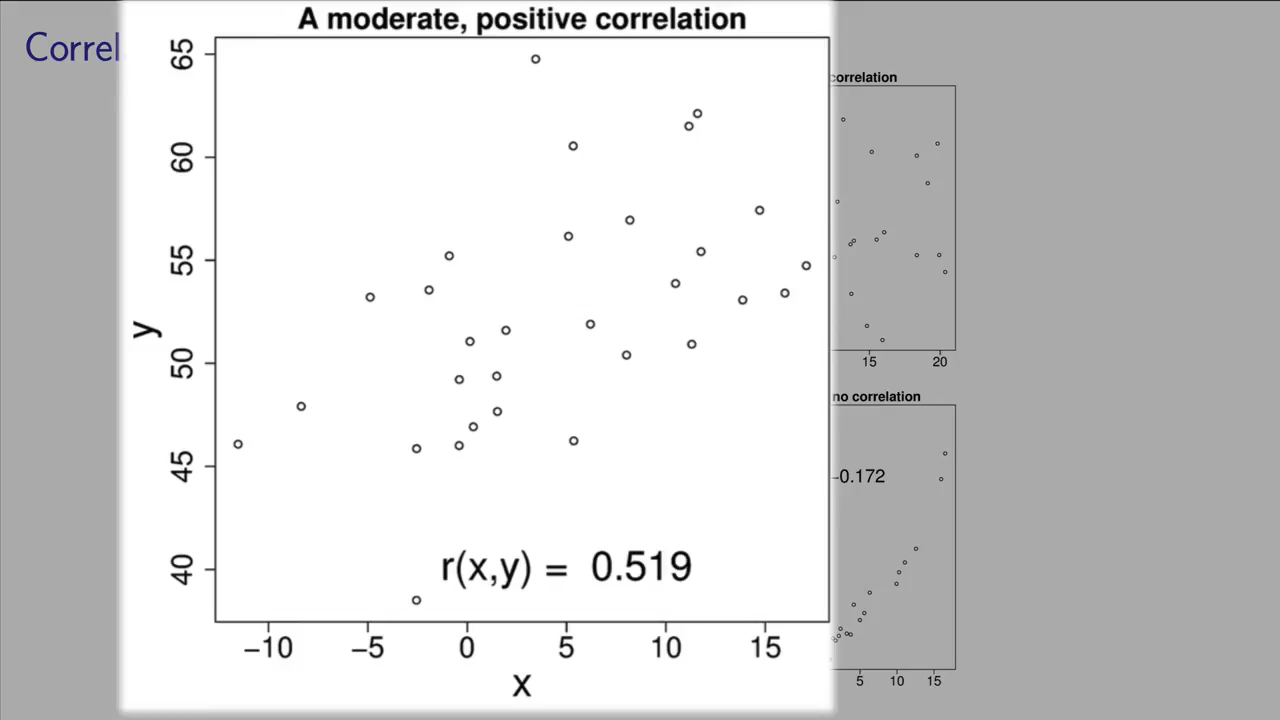 Correl
A moderate, positive correlation
65
60
55
50
45
40
y
r(x,y) = 0.519
−10 −5 0 5 10 15
x
correlation
15 20
no correlation
−0.172
5 10 15